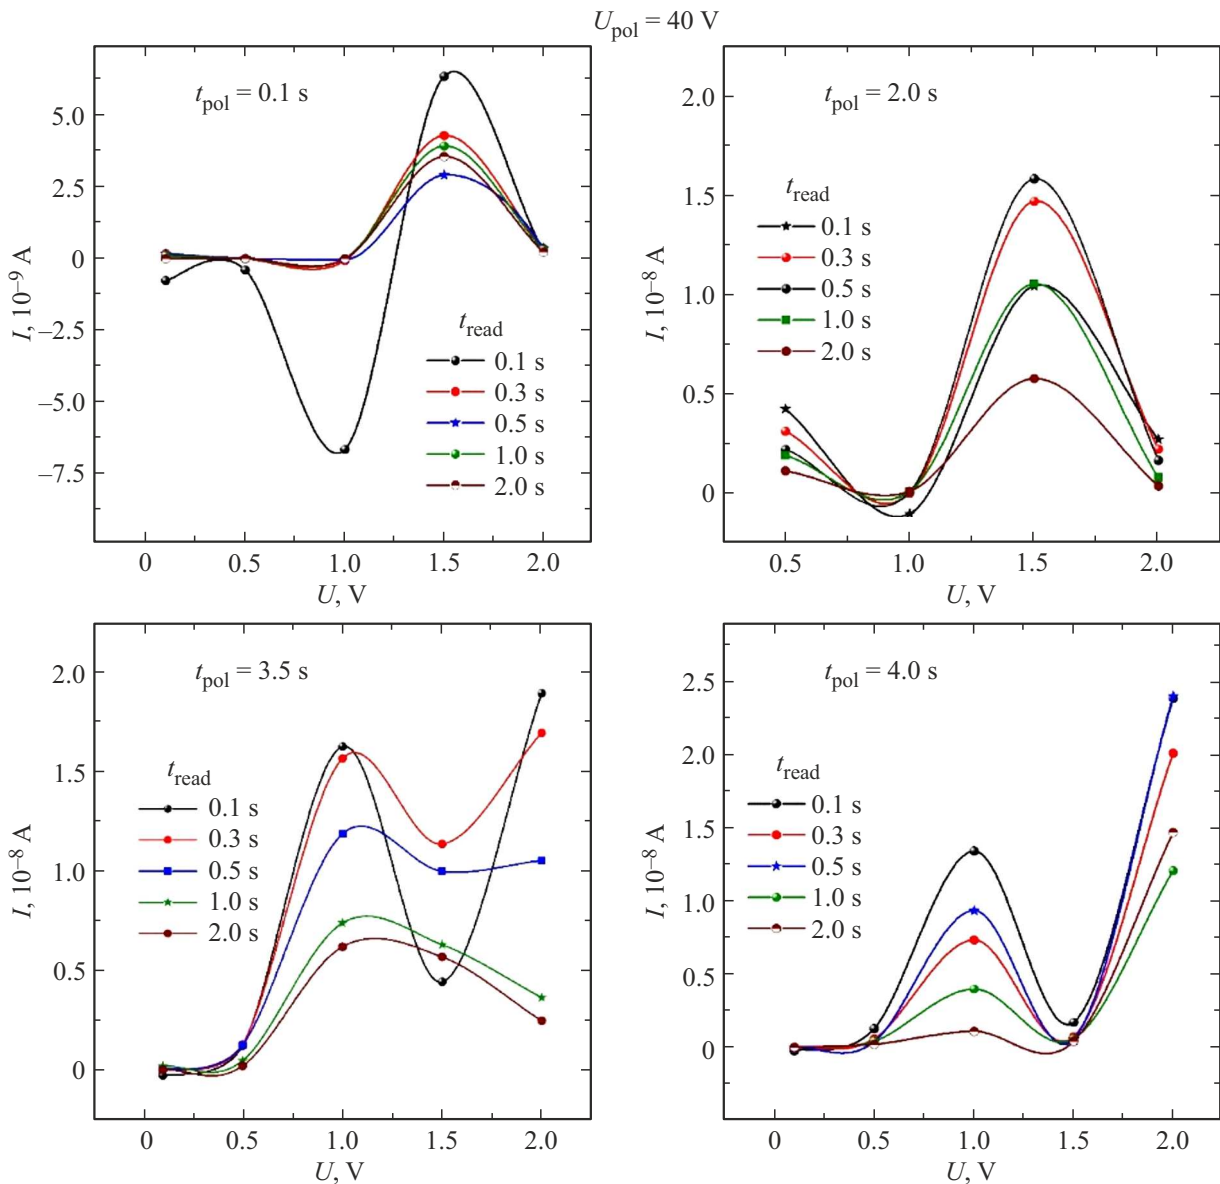 U_pol = 40 V
t_pol = 0.1 s
5.0
2.5
0
−2.5
−5.0
−7.5
I, 10^−9 A
t_read
0.1 s
0.3 s
0.5 s
1.0 s
2.0 s
0 0.5 1.0 1.5 2.0
U, V
t_pol = 2.0 s
2.0
1.5
1.0
0.5
0
I, 10^−8 A
t_read
0.1 s
0.3 s
0.5 s
1.0 s
2.0 s
0.5 1.0 1.5 2.0
U, V
t_pol = 3.5 s
2.0
1.5
1.0
0.5
0
I, 10^−8 A
t_read
0.1 s
0.3 s
0.5 s
1.0 s
2.0 s
0 0.5 1.0 1.5 2.0
U, V
t_pol = 4.0 s
2.5
2.0
1.5
1.0
0.5
0
I, 10^−8 A
t_read
0.1 s
0.3 s
0.5 s
1.0 s
2.0 s
0 0.5 1.0 1.5 2.0
U, V